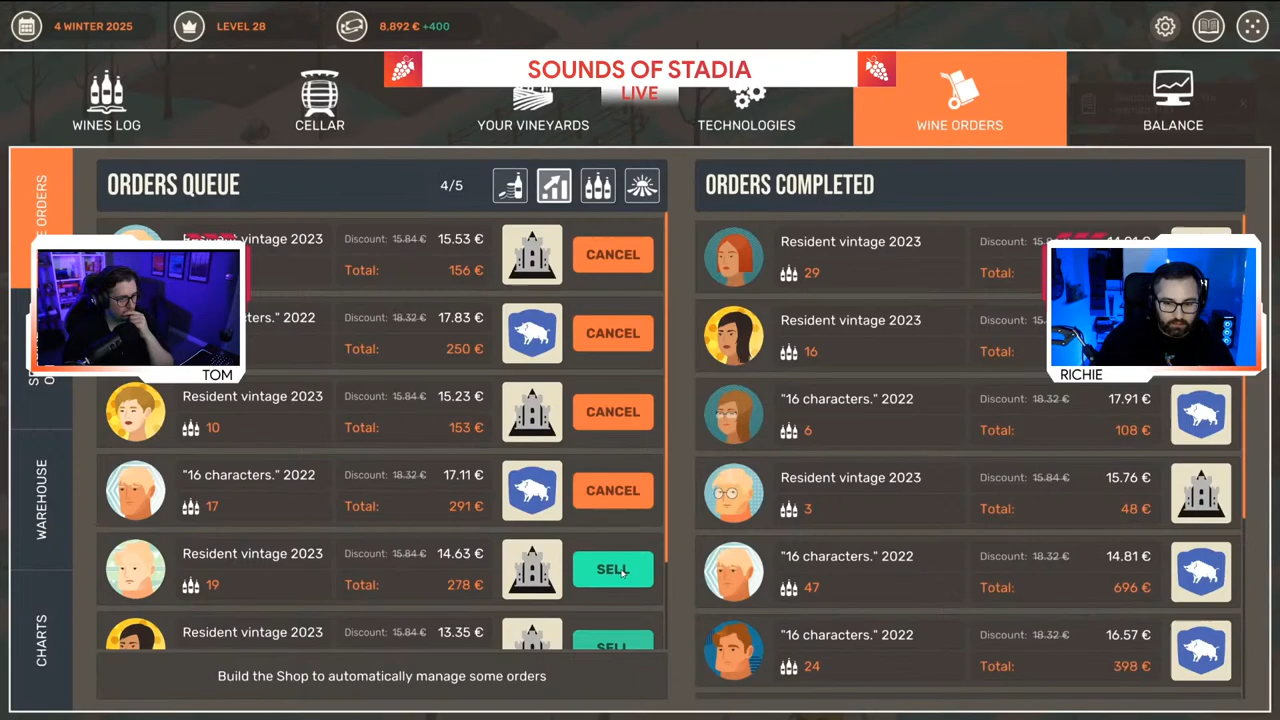 4 WINTER 2025
LEVEL 28
8,892 € +400
SOUNDS OF STADIA
LIVE
WINES LOG
CELLAR
YOUR VINEYARDS
TECHNOLOGIES
WINE ORDERS
BALANCE
ORDERS QUEUE
4/5
ORDERS COMPLETED
ORDERS
WAREHOUSE
CHARTS
vintage 2023
Discount: 15.84 € 15.53 €
Total: 156 €
CANCEL
2022
Discount: 18.32 € 17.83 €
Total: 250 €
CANCEL
Resident vintage 2023
10
Discount: 15.84 € 15.23 €
Total: 153 €
CANCEL
"16 characters." 2022
17
Discount: 18.32 € 17.11 €
Total: 291 €
CANCEL
Resident vintage 2023
19
Discount: 15.84 € 14.63 €
Total: 278 €
SELL
Resident vintage 2023
Discount: 15.84 € 13.35 €
SELL
Build the Shop to automatically manage some orders
Resident vintage 2023
29
Discount:
Total:
Resident vintage 2023
16
Discount:
Total:
"16 characters." 2022
6
Discount: 18.32 € 17.91 €
Total: 108 €
Resident vintage 2023
3
Discount: 15.84 € 15.76 €
Total: 48 €
"16 characters." 2022
47
Discount: 18.32 € 14.81 €
Total: 696 €
"16 characters." 2022
24
Discount: 18.32 € 16.57 €
Total: 398 €
TOM
RICHIE